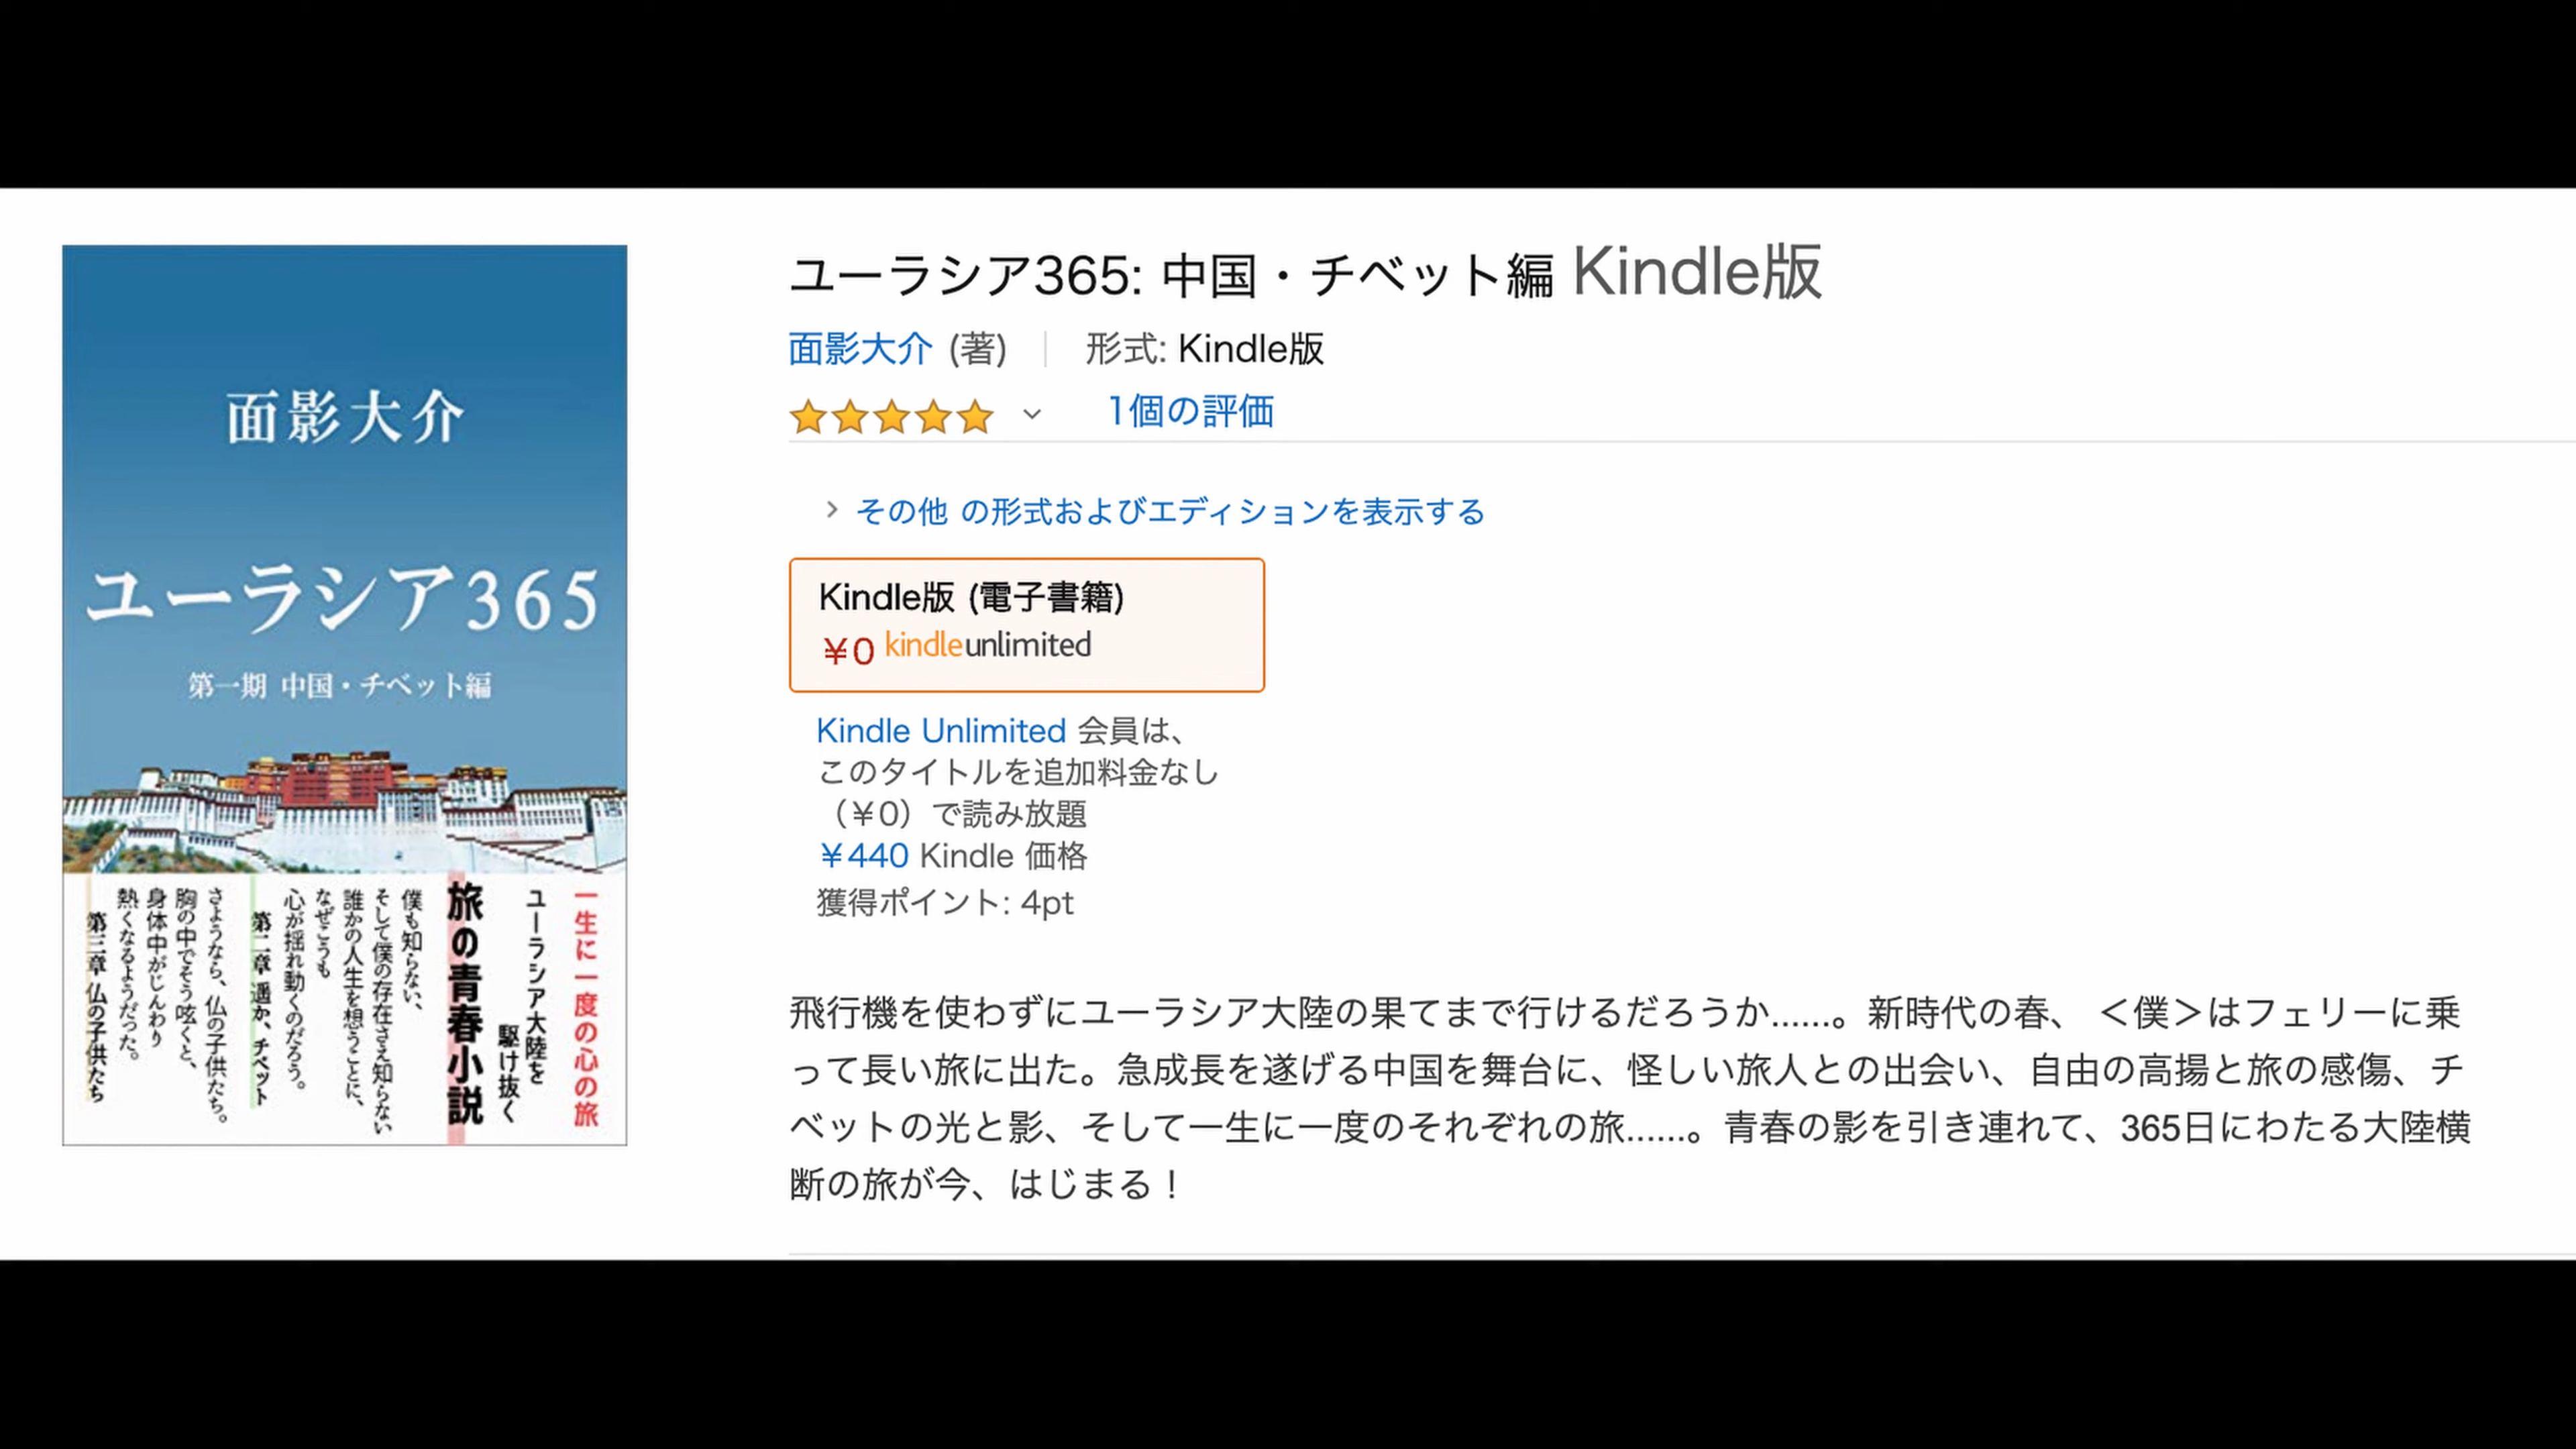 面影大介
ユーラシア365
第一期 中国・チベット編
一生に一度の心の旅
ユーラシア大陸を
駆け抜く
旅の青春小説
僕も知らない、
そして僕の存在さえ知らない
誰かの人生を想うことに、
なぜこうも
心が揺れ動くのだろう。
第二章 遥か、チベット
さようなら、仏の子供たち。
胸の中でそう呟くと、
身体中がじんわり
熱くなるようだった。
第三章 仏の子供たち
ユーラシア365: 中国・チベット編 Kindle版
面影大介 (著) 形式: Kindle版
1個の評価
その他 の形式およびエディションを表示する
Kindle版 (電子書籍)
￥0 kindleunlimited
Kindle Unlimited 会員は、
このタイトルを追加料金なし
（￥0）で読み放題
￥440 Kindle 価格
獲得ポイント: 4pt
飛行機を使わずにユーラシア大陸の果てまで行けるだろうか......。新時代の春、 ＜僕＞はフェリーに乗
って長い旅に出た。急成長を遂げる中国を舞台に、怪しい旅人との出会い、自由の高揚と旅の感傷、チ
ベットの光と影、そして一生に一度のそれぞれの旅......。青春の影を引き連れて、365日にわたる大陸横
断の旅が今、はじまる！